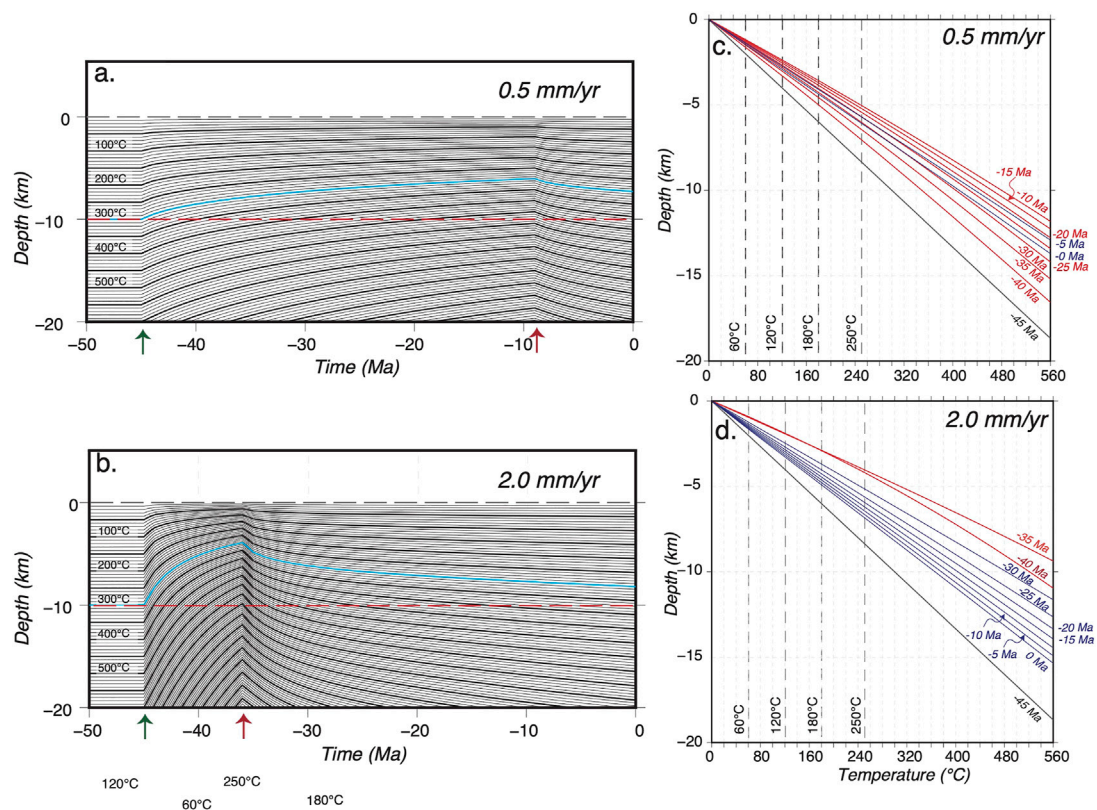 a.
0.5 mm/yr
0
100°C
200°C
300°C
400°C
500°C
−10
−20
Depth (km)
−50
−40
−30
−20
−10
0
Time (Ma)
b.
2.0 mm/yr
0
100°C
200°C
300°C
400°C
500°C
−10
−20
Depth (km)
−50
−40
−30
−20
−10
0
Time (Ma)
120°C
60°C
250°C
180°C
c.
0.5 mm/yr
0
−5
−10
−15
−20
Depth (km)
-15 Ma
-10 Ma
-20 Ma
-5 Ma
-0 Ma
-25 Ma
-30 Ma
-35 Ma
-40 Ma
-45 Ma
60°C
120°C
180°C
250°C
0
80
160
240
320
400
480
560
d.
2.0 mm/yr
0
−5
−10
−15
−20
Depth (km)
-35 Ma
-40 Ma
-30 Ma
-25 Ma
-20 Ma
-15 Ma
-10 Ma
-5 Ma
0 Ma
-45 Ma
60°C
120°C
180°C
250°C
0
80
160
240
320
400
480
560
Temperature (°C)